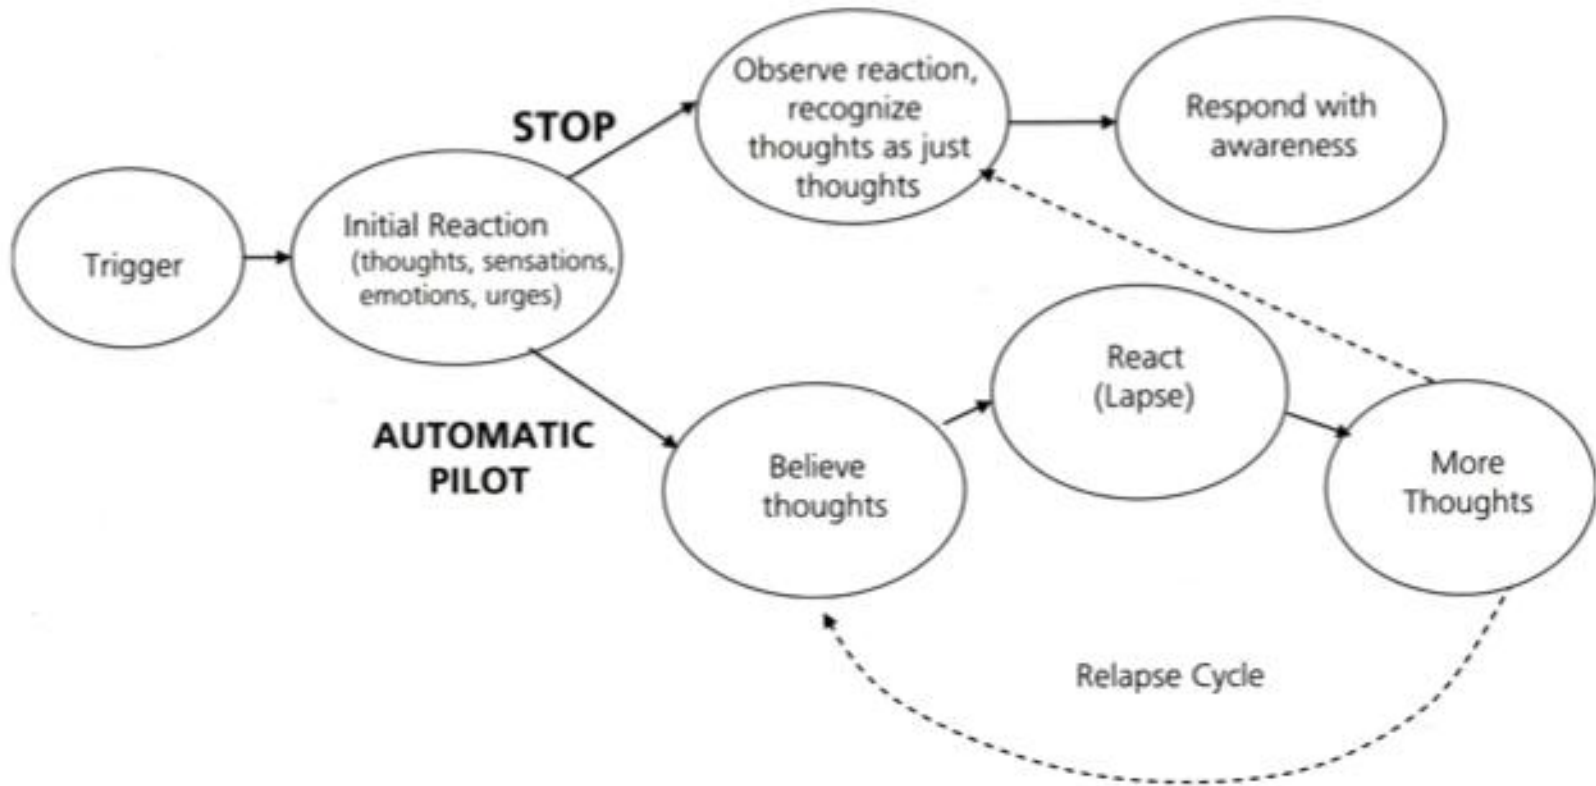 Trigger
Initial Reaction
(thoughts, sensations,
emotions, urges)
STOP
Observe reaction,
recognize
thoughts as just
thoughts
Respond with
awareness
AUTOMATIC
PILOT
Believe
thoughts
React
(Lapse)
More
Thoughts
Relapse Cycle